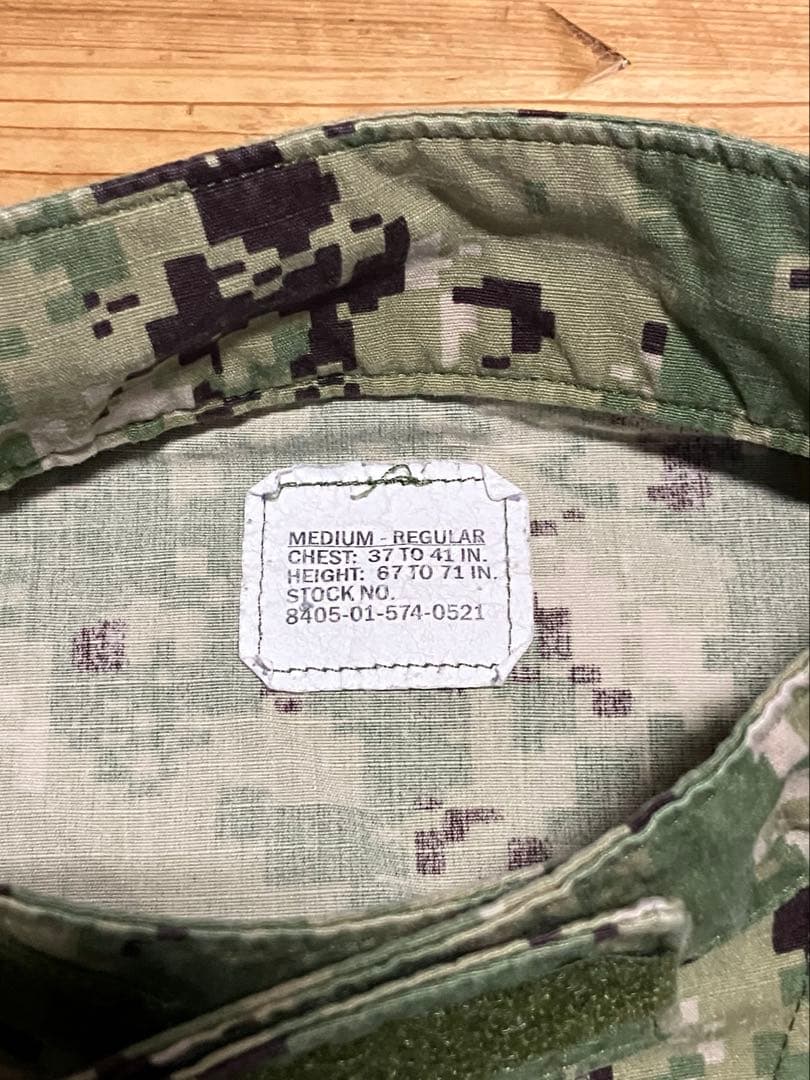 MEDIUM - REGULAR
CHEST: 37 TO 41 IN.
HEIGHT: 67 TO 71 IN.
STOCK NO.
8405-01-574-0521